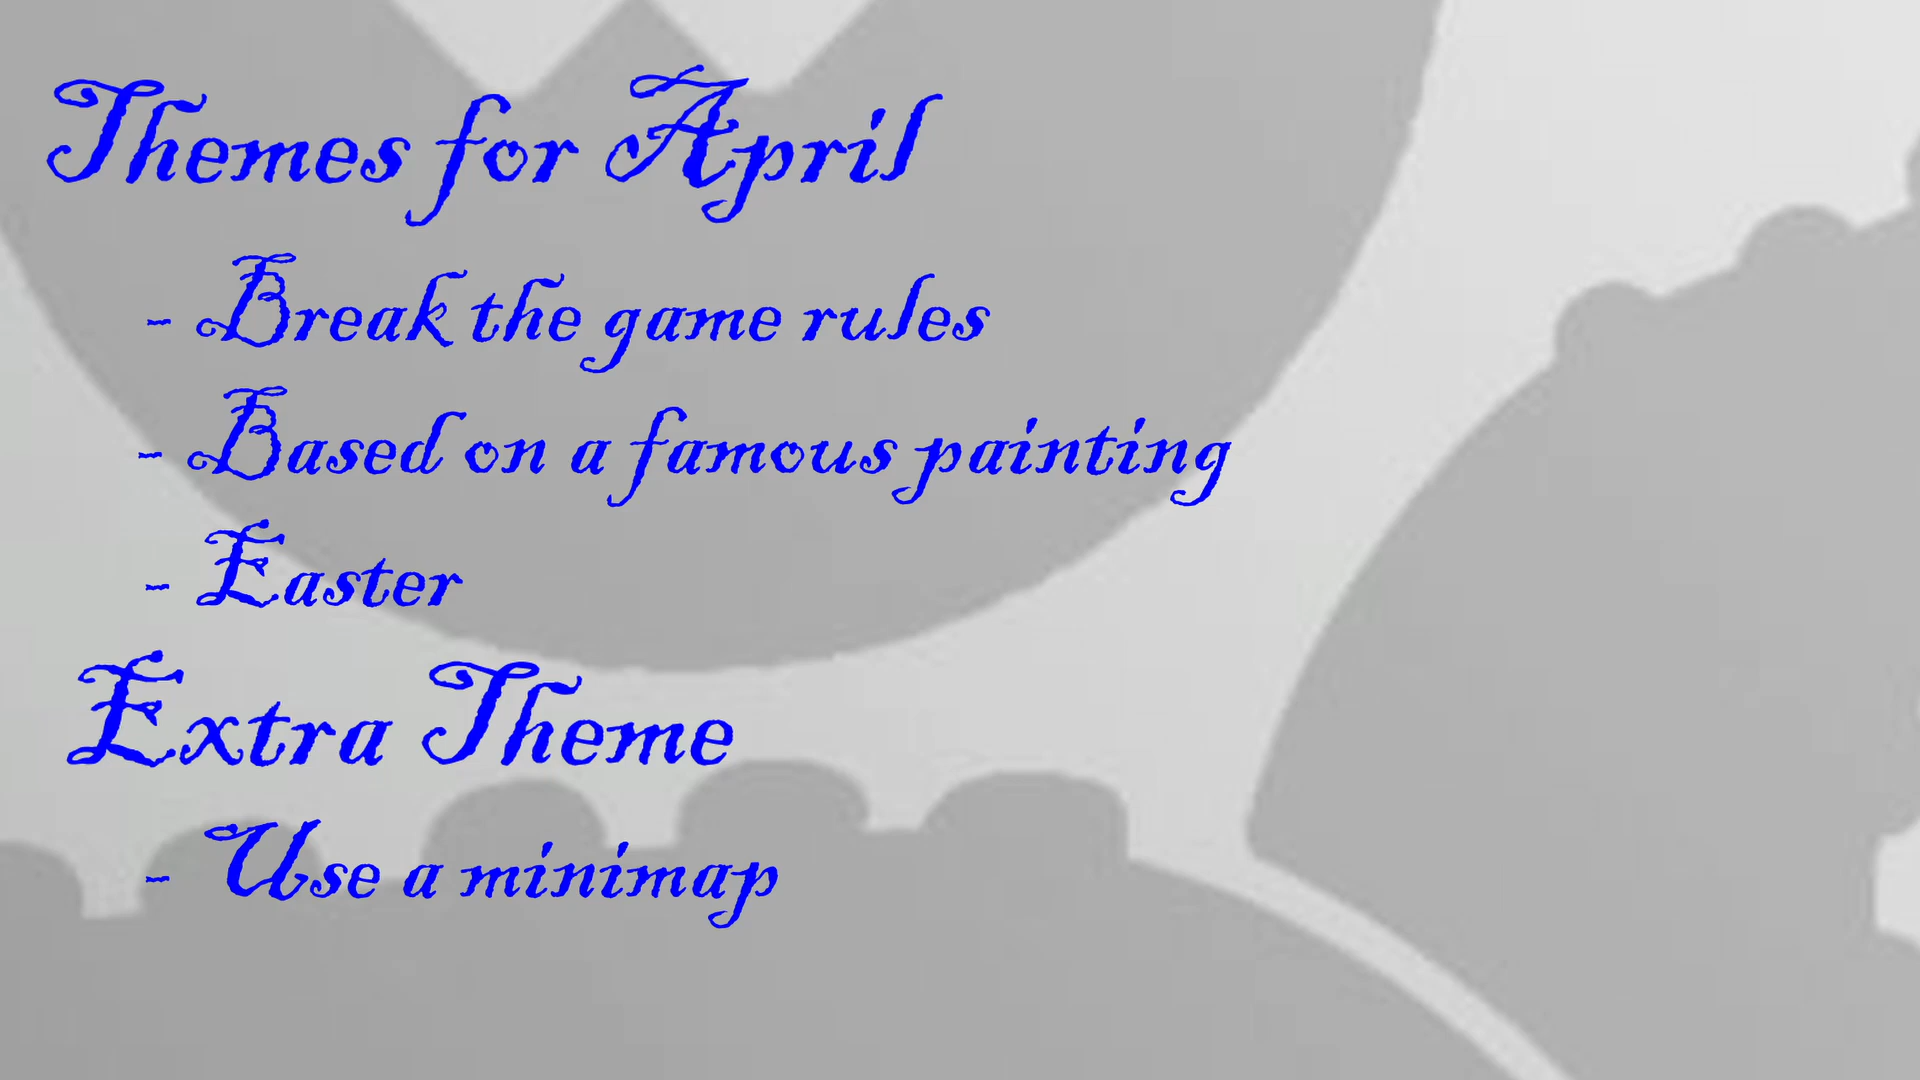 Themes for April
- Break the game rules
- Based on a famous painting
- Easter
Extra Theme
- Use a minimap